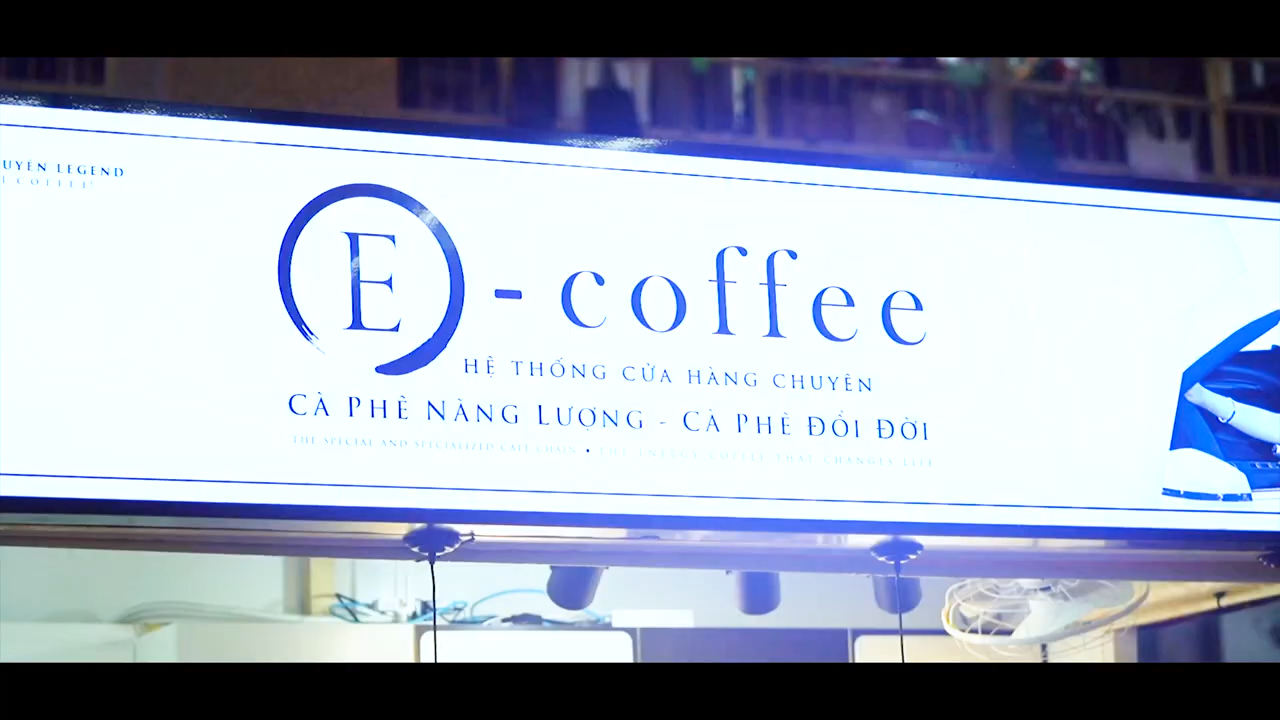 UYÊN LEGEND
E - coffee
HỆ THỐNG CỬA HÀNG CHUYÊN
CÀ PHÊ NĂNG LƯỢNG - CÀ PHÊ ĐỔI ĐỜI
THE SPECIAL AND SPECIALIZED CAFE CHAIN • THE ENERGY COFFEE THAT CHANGES LIFE